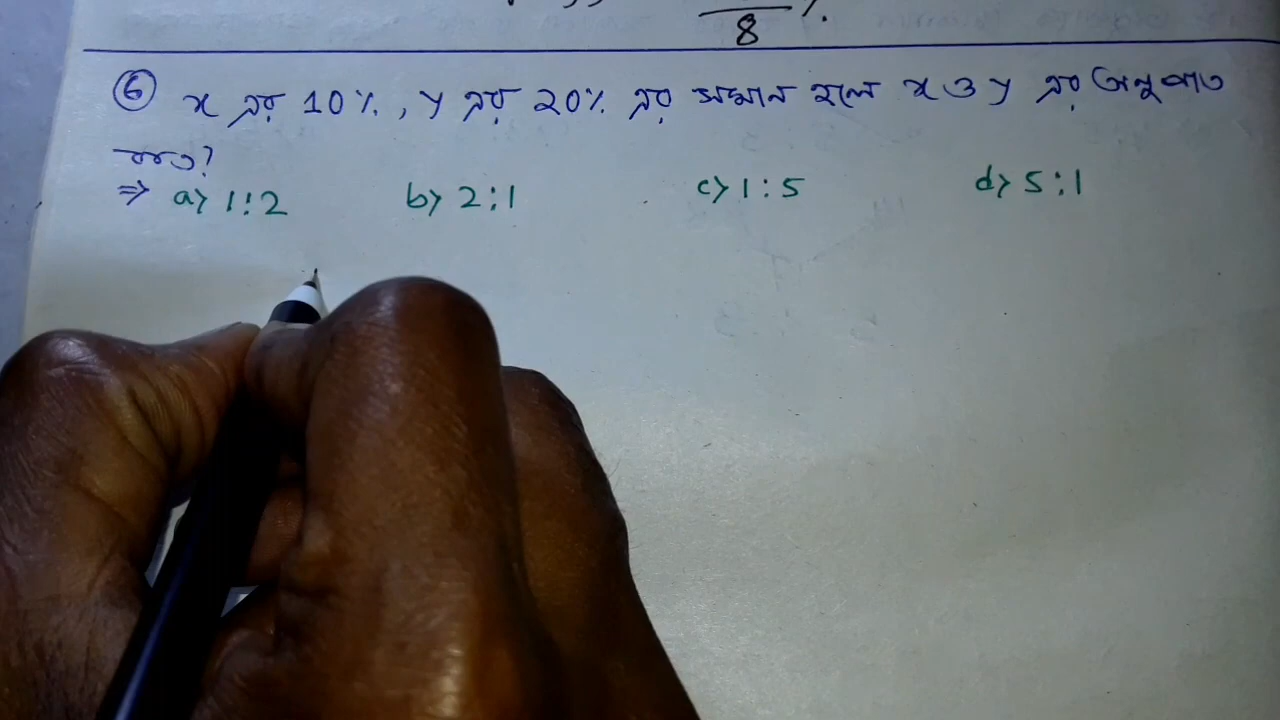 8 %.
⑥ x এর 10%, y এর 20% এর সমান হলে x ও y এর অনুপাত
কত?
⇒ a> 1:2 b> 2:1 c> 1:5 d> 5:1